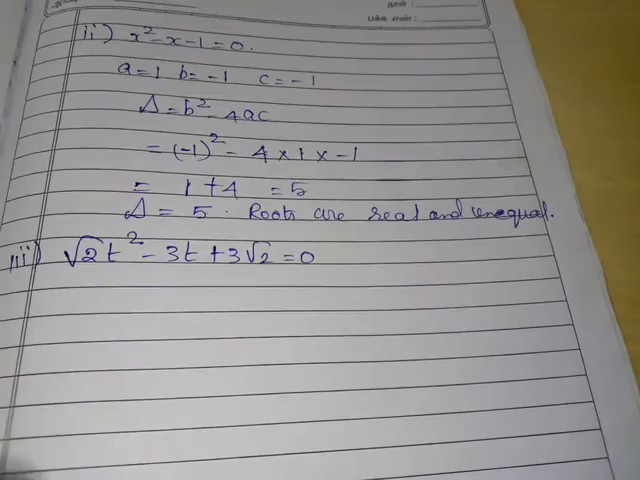 ii) x² - x - 1 = 0.
a = 1 b = -1 c = -1
Δ = b² - 4ac
= (-1)² - 4 × 1 × -1
= 1 + 4 = 5
Δ = 5. Roots are real and unequal.
iii) √2t² - 3t + 3√2 = 0